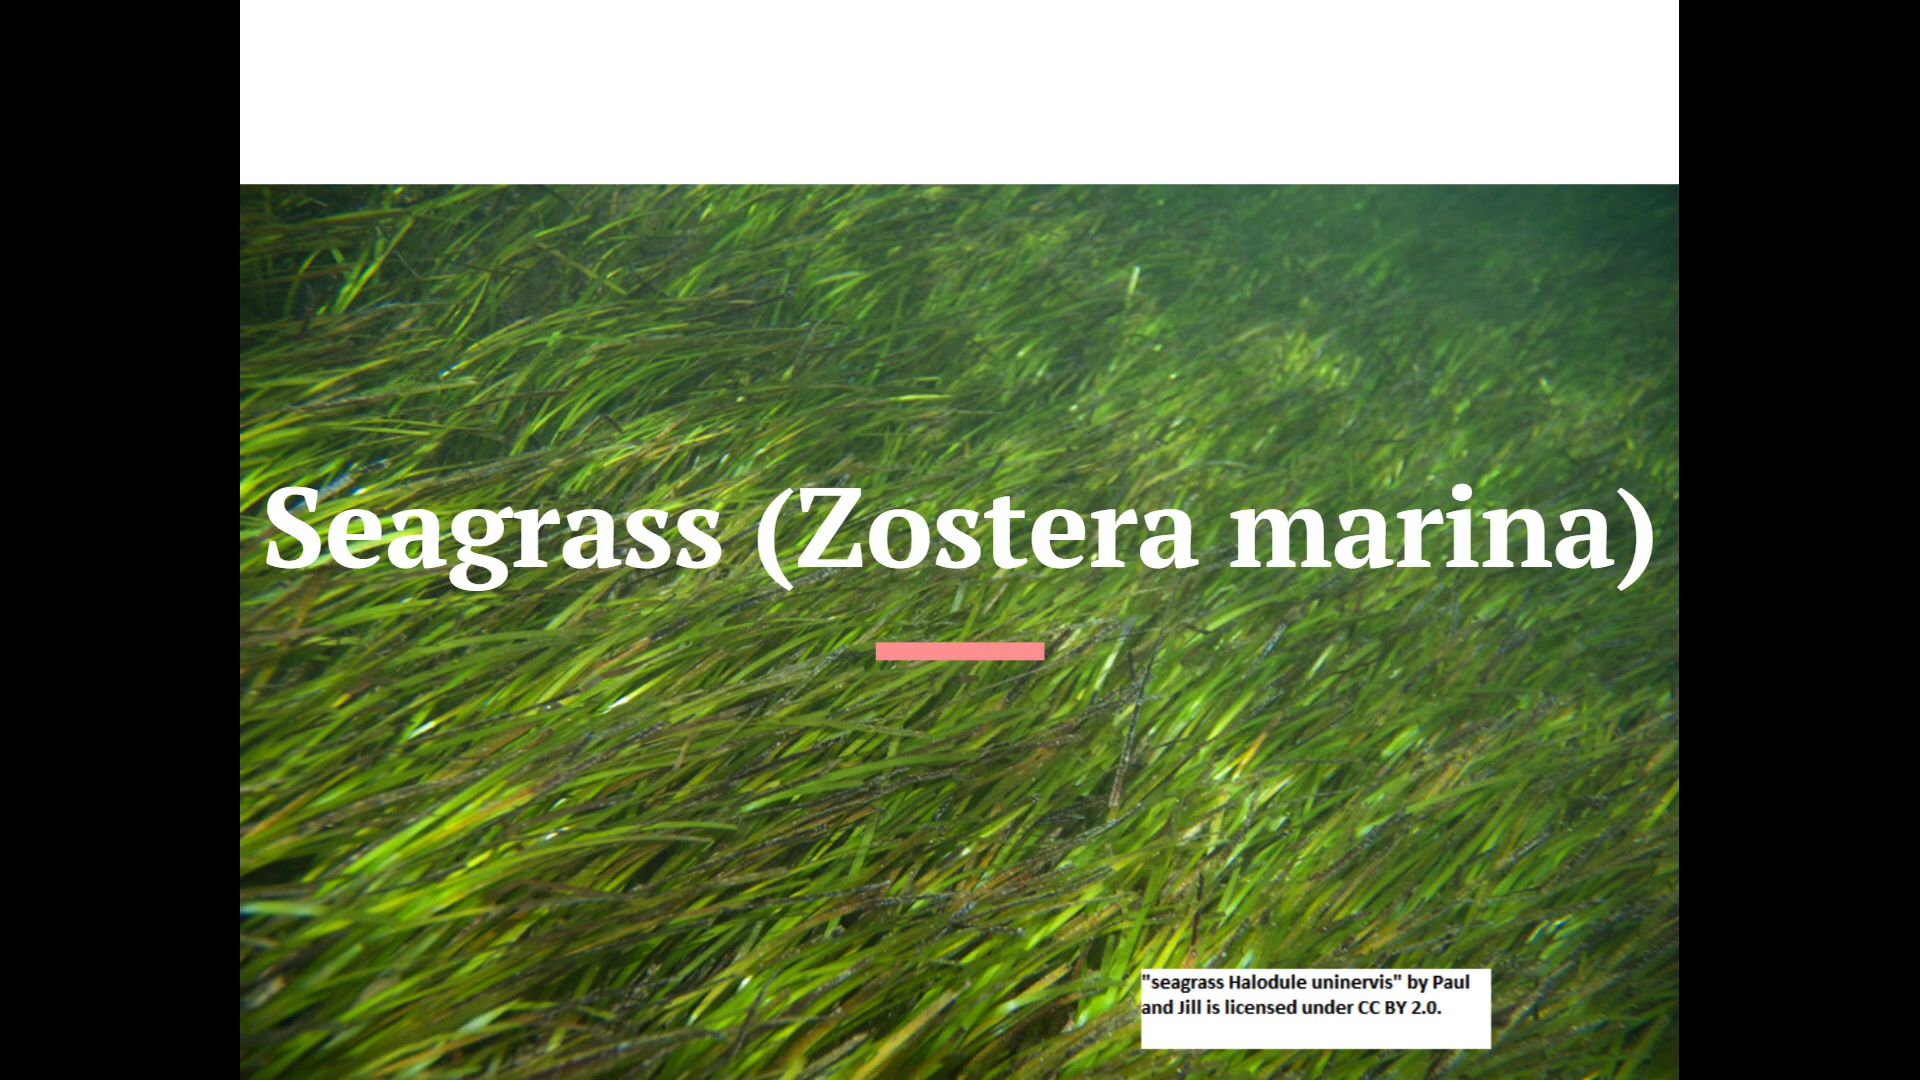 Seagrass (Zostera marina)
"seagrass Halodule uninervis" by Paul
and Jill is licensed under CC BY 2.0.